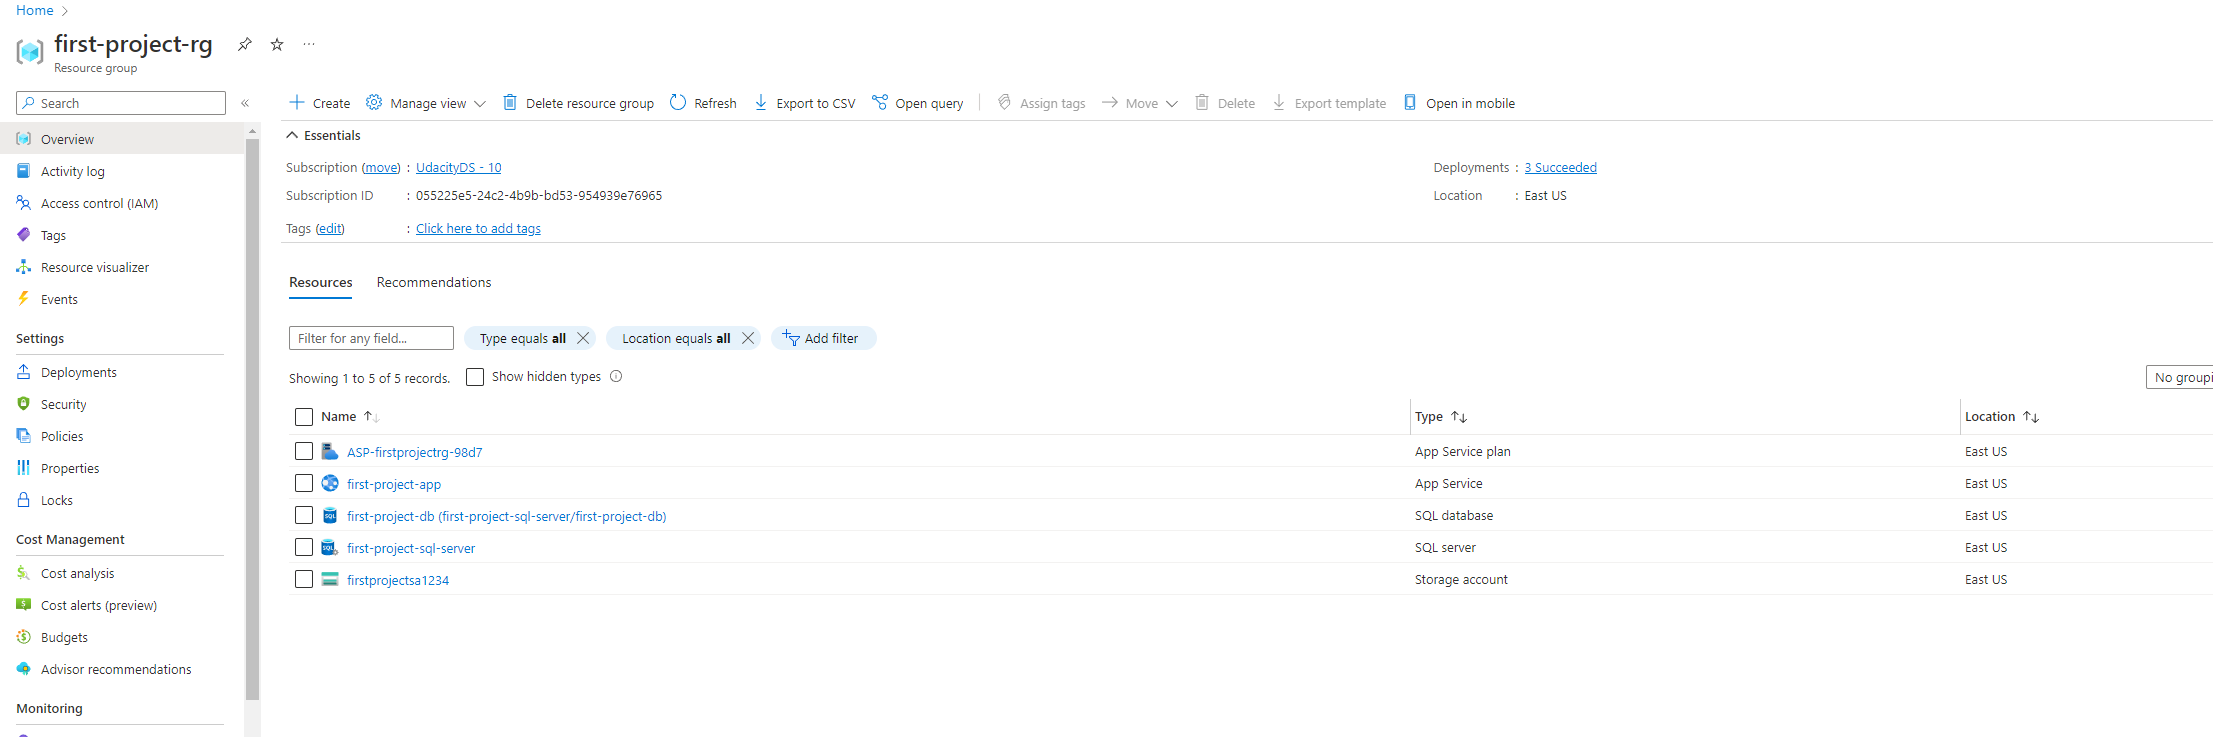 Home
first-project-rg
Resource group
Search
Overview
Activity log
Access control (IAM)
Tags
Resource visualizer
Events
Settings
Deployments
Security
Policies
Properties
Locks
Cost Management
Cost analysis
Cost alerts (preview)
Budgets
Advisor recommendations
Monitoring
Create Manage view Delete resource group Refresh Export to CSV Open query Assign tags Move Delete Export template Open in mobile
Essentials
Subscription (move) : UdacityDS - 10
Subscription ID : 055225e5-24c2-4b9b-bd53-954939e76965
Tags (edit) : Click here to add tags
Deployments : 3 Succeeded
Location : East US
Resources Recommendations
Filter for any field... Type equals all Location equals all Add filter
Showing 1 to 5 of 5 records. Show hidden types
No groupi
Name Type Location
ASP-firstprojectrg-98d7 App Service plan East US
first-project-app App Service East US
first-project-db (first-project-sql-server/first-project-db) SQL database East US
first-project-sql-server SQL server East US
firstprojectsa1234 Storage account East US